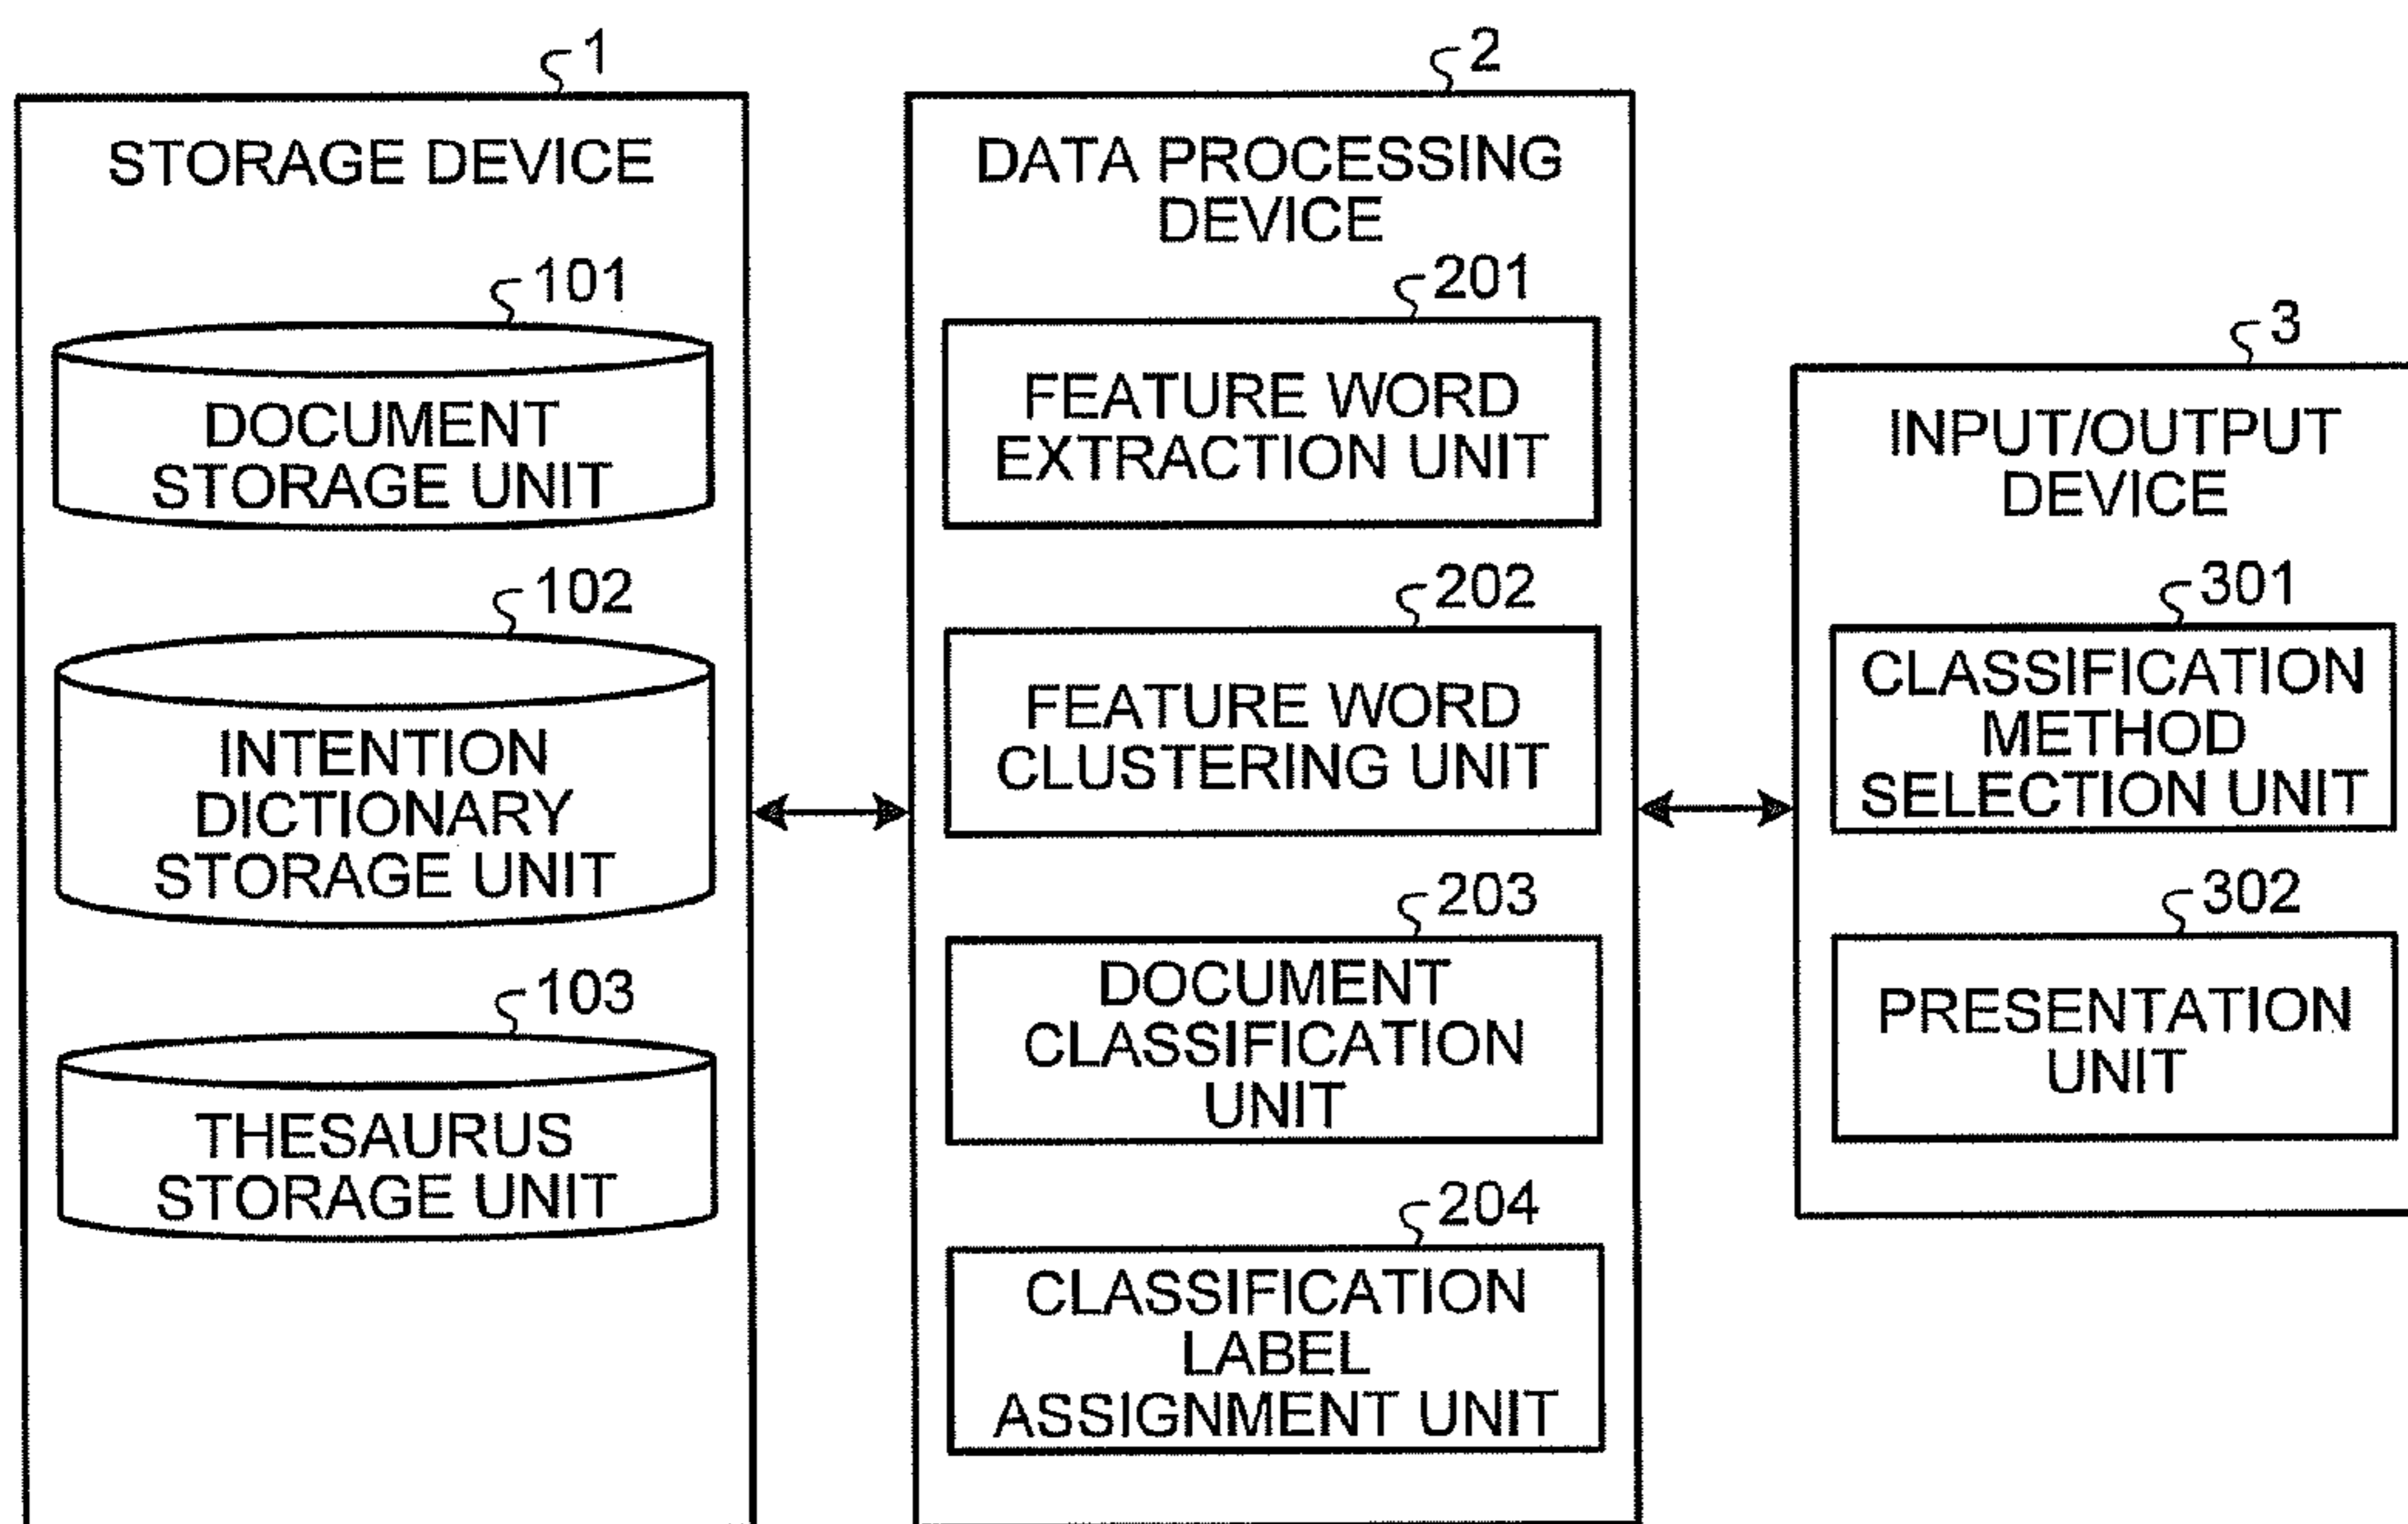 1
STORAGE DEVICE
101
DOCUMENT
STORAGE UNIT
102
INTENTION
DICTIONARY
STORAGE UNIT
103
THESAURUS
STORAGE UNIT
2
DATA PROCESSING
DEVICE
201
FEATURE WORD
EXTRACTION UNIT
202
FEATURE WORD
CLUSTERING UNIT
203
DOCUMENT
CLASSIFICATION
UNIT
204
CLASSIFICATION
LABEL
ASSIGNMENT UNIT
3
INPUT/OUTPUT
DEVICE
301
CLASSIFICATION
METHOD
SELECTION UNIT
302
PRESENTATION
UNIT